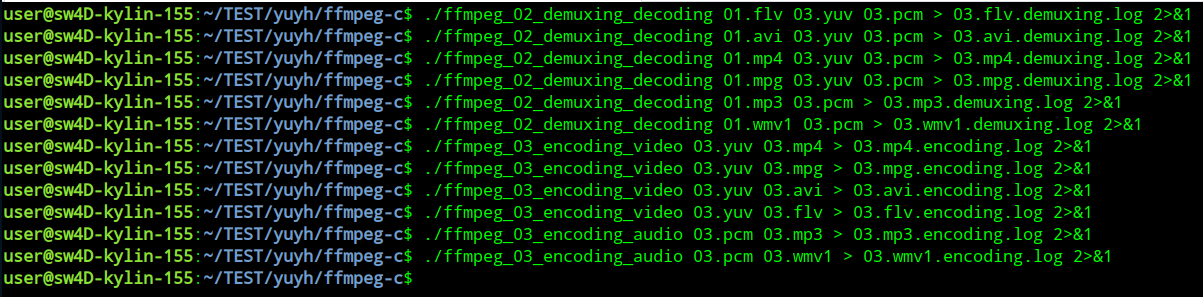 user@sw4D-kylin-155:~/TEST/yuyh/ffmpeg-c$ ./ffmpeg_02_demuxing_decoding 01.flv 03.yuv 03.pcm > 03.flv.demuxing.log 2>&1
user@sw4D-kylin-155:~/TEST/yuyh/ffmpeg-c$ ./ffmpeg_02_demuxing_decoding 01.avi 03.yuv 03.pcm > 03.avi.demuxing.log 2>&1
user@sw4D-kylin-155:~/TEST/yuyh/ffmpeg-c$ ./ffmpeg_02_demuxing_decoding 01.mp4 03.yuv 03.pcm > 03.mp4.demuxing.log 2>&1
user@sw4D-kylin-155:~/TEST/yuyh/ffmpeg-c$ ./ffmpeg_02_demuxing_decoding 01.mpg 03.yuv 03.pcm > 03.mpg.demuxing.log 2>&1
user@sw4D-kylin-155:~/TEST/yuyh/ffmpeg-c$ ./ffmpeg_02_demuxing_decoding 01.mp3 03.pcm > 03.mp3.demuxing.log 2>&1
user@sw4D-kylin-155:~/TEST/yuyh/ffmpeg-c$ ./ffmpeg_02_demuxing_decoding 01.wmv1 03.pcm > 03.wmv1.demuxing.log 2>&1
user@sw4D-kylin-155:~/TEST/yuyh/ffmpeg-c$ ./ffmpeg_03_encoding_video 03.yuv 03.mp4 > 03.mp4.encoding.log 2>&1
user@sw4D-kylin-155:~/TEST/yuyh/ffmpeg-c$ ./ffmpeg_03_encoding_video 03.yuv 03.mpg > 03.mpg.encoding.log 2>&1
user@sw4D-kylin-155:~/TEST/yuyh/ffmpeg-c$ ./ffmpeg_03_encoding_video 03.yuv 03.avi > 03.avi.encoding.log 2>&1
user@sw4D-kylin-155:~/TEST/yuyh/ffmpeg-c$ ./ffmpeg_03_encoding_video 03.yuv 03.flv > 03.flv.encoding.log 2>&1
user@sw4D-kylin-155:~/TEST/yuyh/ffmpeg-c$ ./ffmpeg_03_encoding_audio 03.pcm 03.mp3 > 03.mp3.encoding.log 2>&1
user@sw4D-kylin-155:~/TEST/yuyh/ffmpeg-c$ ./ffmpeg_03_encoding_audio 03.pcm 03.wmv1 > 03.wmv1.encoding.log 2>&1
user@sw4D-kylin-155:~/TEST/yuyh/ffmpeg-c$